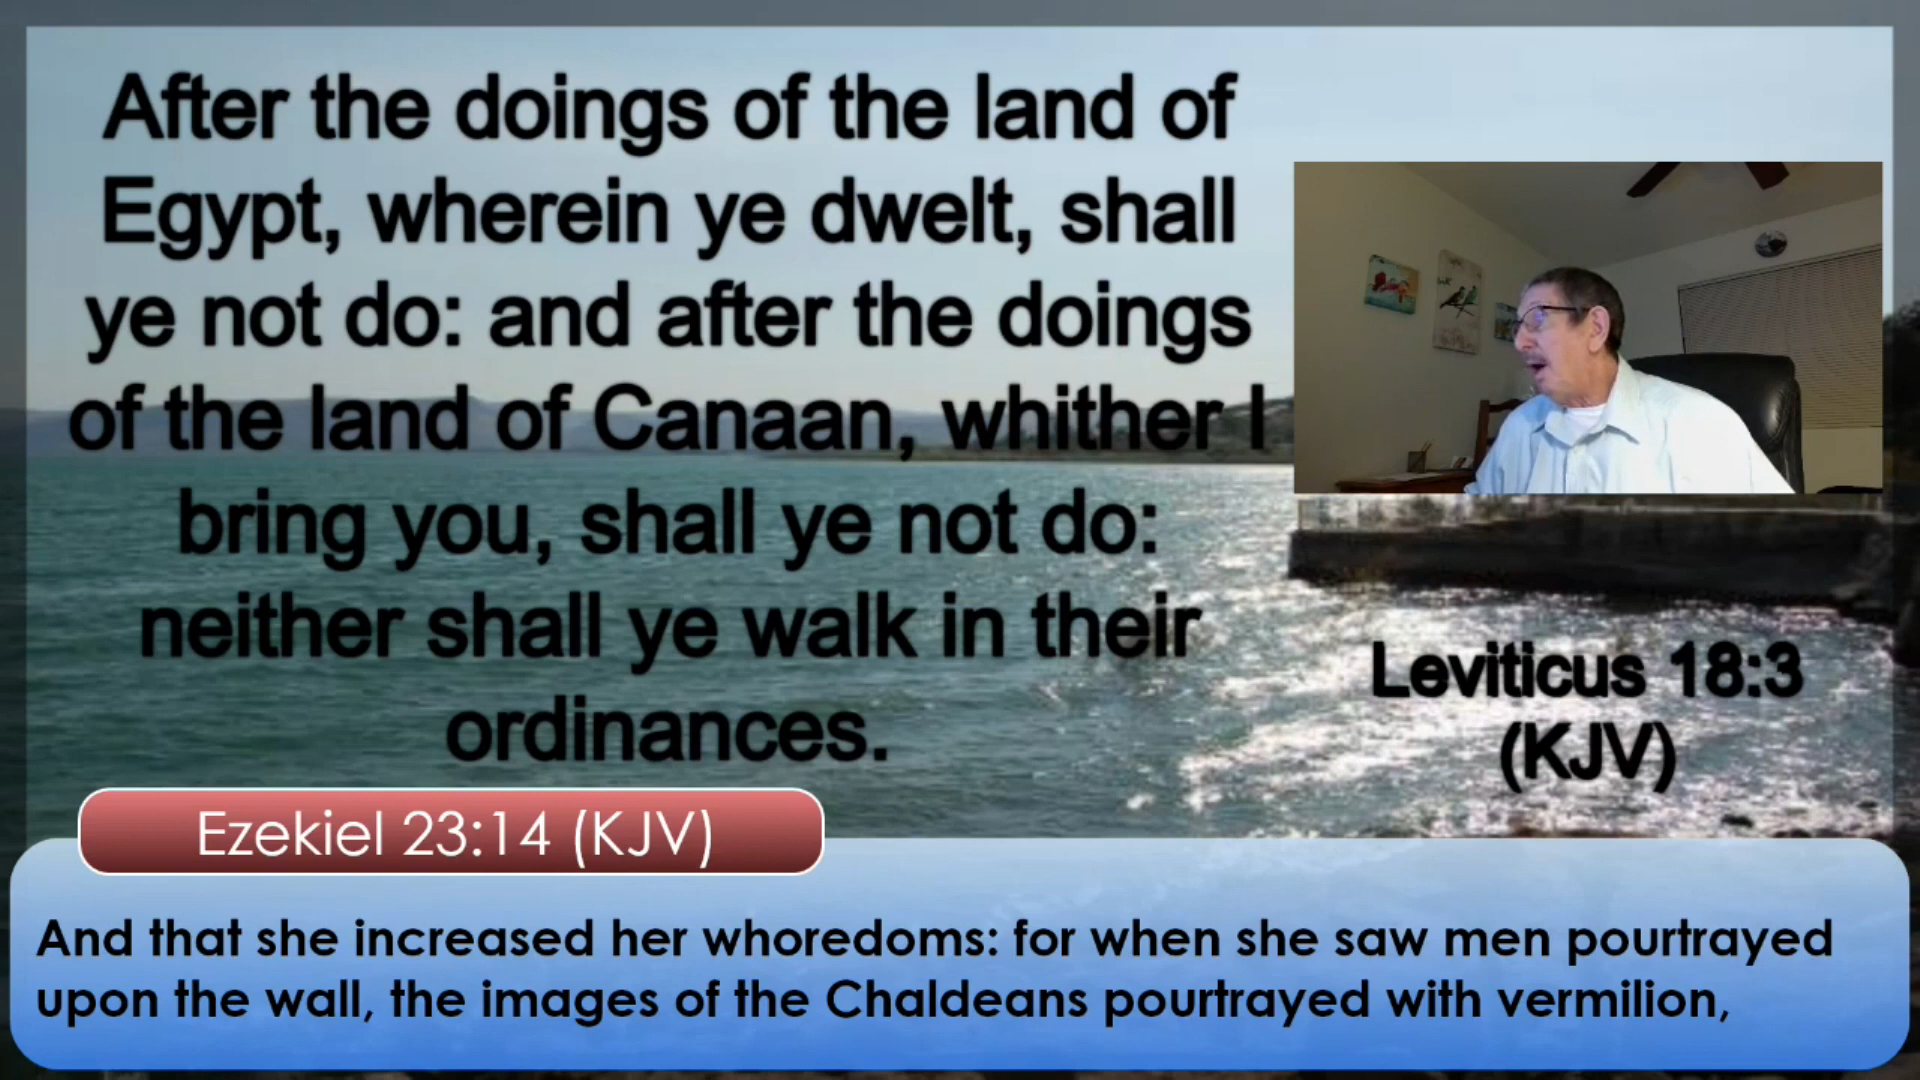 After the doings of the land of
Egypt, wherein ye dwelt, shall
ye not do: and after the doings
of the land of Canaan, whither I
bring you, shall ye not do:
neither shall ye walk in their
ordinances.
Leviticus 18:3
(KJV)
Ezekiel 23:14 (KJV)
And that she increased her whoredoms: for when she saw men pourtrayed
upon the wall, the images of the Chaldeans pourtrayed with vermilion,